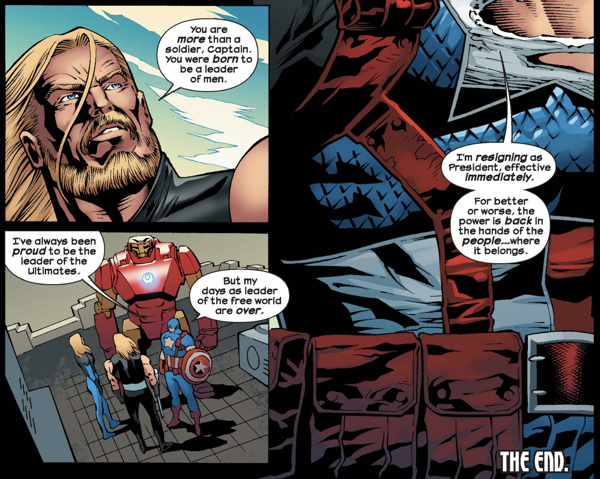 You are
more than a
soldier, Captain.
You were born to
be a leader
of men.
I've always been
proud to be the
leader of the
Ultimates.
But my
days as leader
of the free world
are over.
I'm resigning as
President, effective
immediately.
For better
or worse, the
power is back in
the hands of the
people...where
it belongs.
THE END.